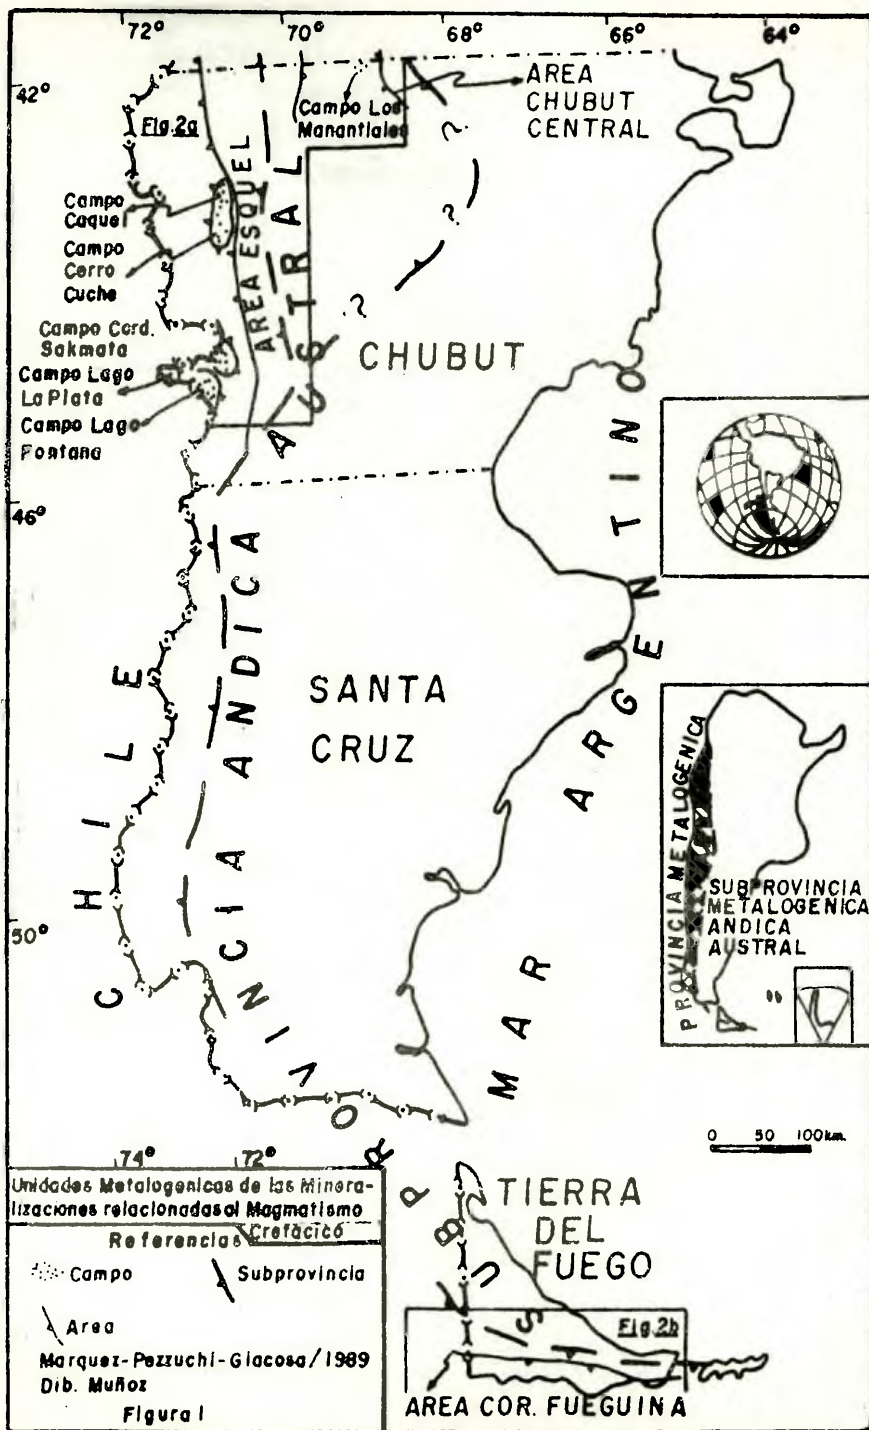 72° 70° 68° 66° 64°
42°
46°
50°
Fig.2a
Campo Los
Manantiales
AREA
CHUBUT
CENTRAL
?
?
?
Campo
Caquel
Campo
Cerro
Cuche
Campo Cord.
Sakmata
Campo Lago
La Plata
Campo Lago
Fontana
AREA ESQUEL
CHUBUT
SUBPROVINCIA ANDICA AUSTRAL
CHILE
SANTA
CRUZ
MAR ARGENTINO
PROVINCIA METALOGENICA
SUBPROVINCIA
METALOGENICA
ANDICA
AUSTRAL
0 50 100km.
74° 72°
TIERRA
DEL
FUEGO
Fig.2b
AREA COR. FUEGUINA
Unidades Metalogenicas de las Minera-
lizaciones relacionadas al Magmatismo
Cretácico
Referencias
Campo
Subprovincia
Area
Marquez-Pezzuchi-Giacosa/1989
Dib. Muñoz
Figura I